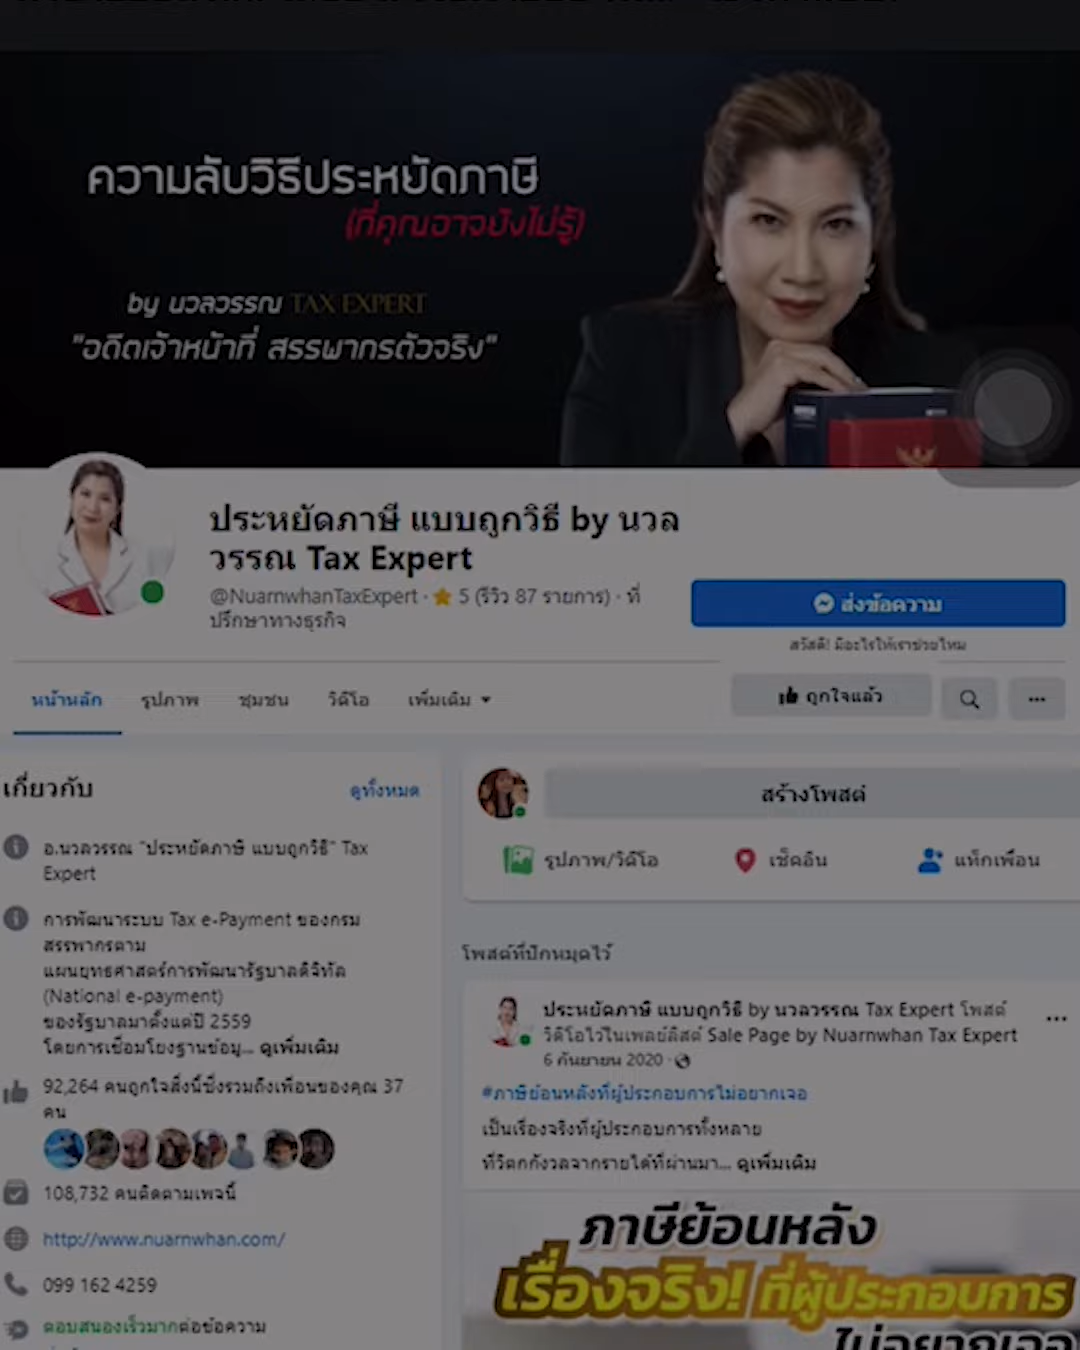 ความลับวิธีประหยัดภาษี
(ที่คุณอาจยังไม่รู้)
by นวลวรรณ TAX EXPERT
"อดีตเจ้าหน้าที่ สรรพากรตัวจริง"
ประหยัดภาษี แบบถูกวิธี by นวล
วรรณ Tax Expert
@NuarnwhanTaxExpert · 5 (รีวิว 87 รายการ) · ที่
ปรึกษาทางธุรกิจ
ส่งข้อความ
สวัสดี! มีอะไรให้เราช่วยไหม
หน้าหลัก รูปภาพ ชุมชน วิดีโอ เพิ่มเติม
ถูกใจแล้ว
เกี่ยวกับ
ดูทั้งหมด
อ.นวลวรรณ "ประหยัดภาษี แบบถูกวิธี" Tax
Expert
การพัฒนาระบบ Tax e-Payment ของกรม
สรรพากรตาม
แผนยุทธศาสตร์การพัฒนารัฐบาลดิจิทัล
(National e-payment)
ของรัฐบาลมาตั้งแต่ปี 2559
โดยการเชื่อมโยงฐานข้อมู... ดูเพิ่มเติม
92,264 คนถูกใจสิ่งนี้ซึ่งรวมถึงเพื่อนของคุณ 37
คน
108,732 คนติดตามเพจนี้
http://www.nuarnwhan.com/
099 162 4259
ตอบสนองเร็วมากต่อข้อความ
สร้างโพสต์
รูปภาพ/วิดีโอ เช็คอิน แท็กเพื่อน
โพสต์ที่ปักหมุดไว้
ประหยัดภาษี แบบถูกวิธี by นวลวรรณ Tax Expert โพสต์
วิดีโอไว้ในเพลย์ลิสต์ Sale Page by Nuarnwhan Tax Expert
6 กันยายน 2020 ·
#ภาษีย้อนหลังที่ผู้ประกอบการไม่อยากเจอ
เป็นเรื่องจริงที่ผู้ประกอบการทั้งหลาย
ที่วิตกกังวลจากรายได้ที่ผ่านมา... ดูเพิ่มเติม
ภาษีย้อนหลัง
เรื่องจริง! ที่ผู้ประกอบการ
ไม่อยากเจอ